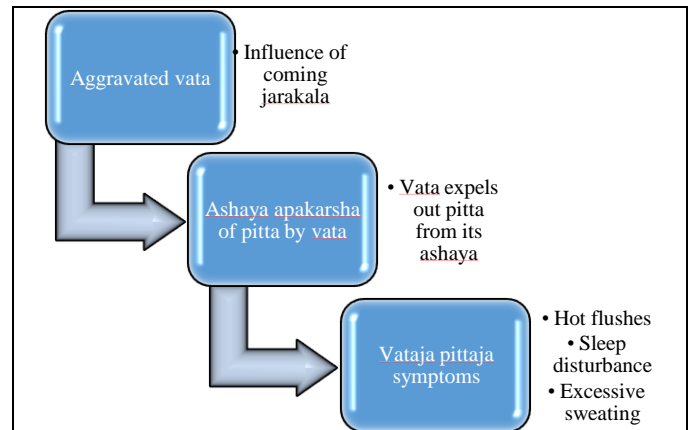 Aggravated vata
• Influence of
coming
jarakala
Ashaya apakarsha
of pitta by vata
• Vata expels
out pitta
from its
ashaya
Vataja pittaja
symptoms
• Hot flushes
• Sleep
disturbance
• Excessive
sweating